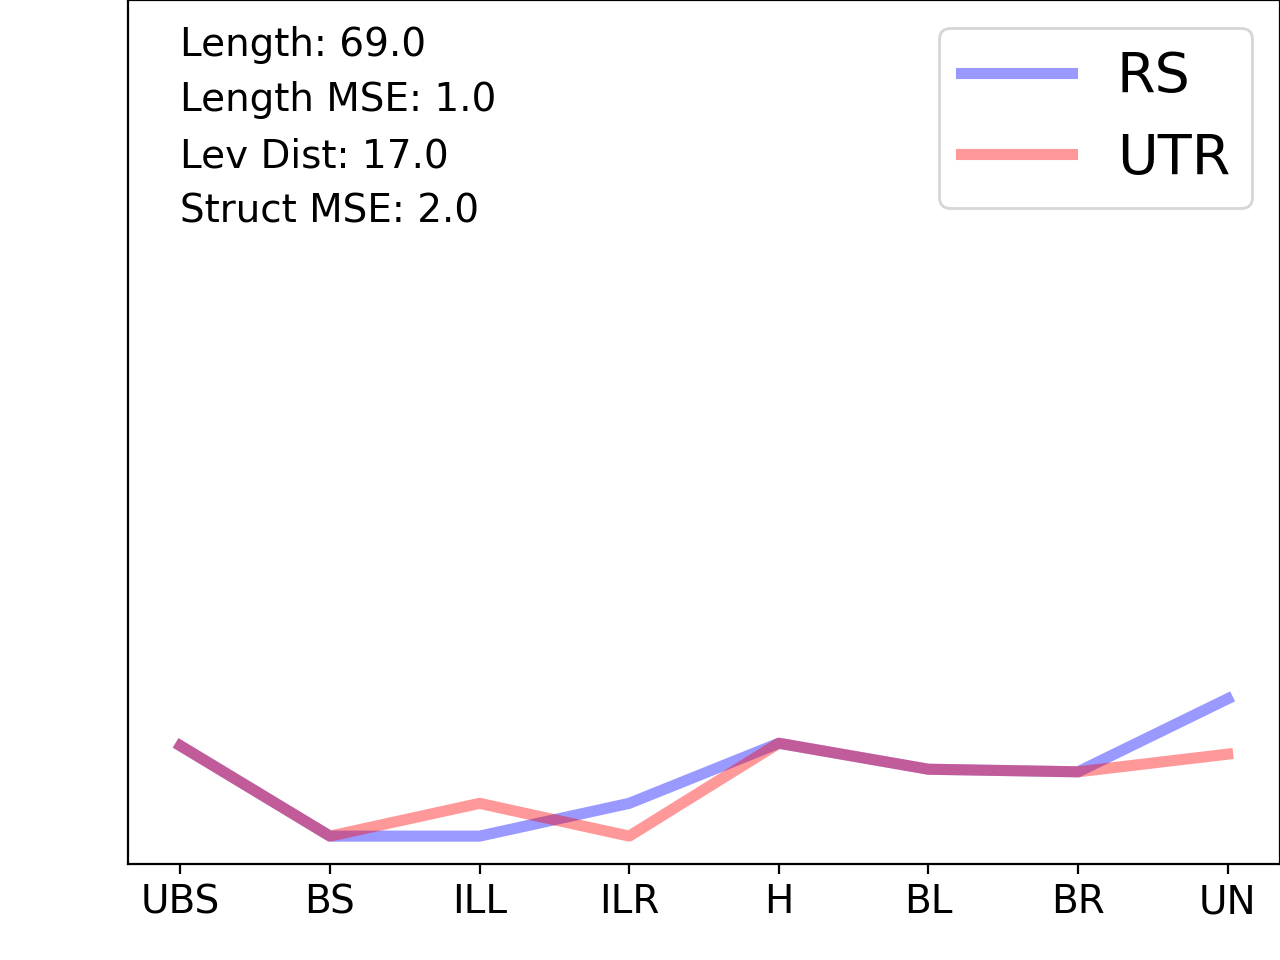 Length: 69.0
Length MSE: 1.0
Lev Dist: 17.0
Struct MSE: 2.0
RS
UTR
UBS BS ILL ILR H BL BR UN